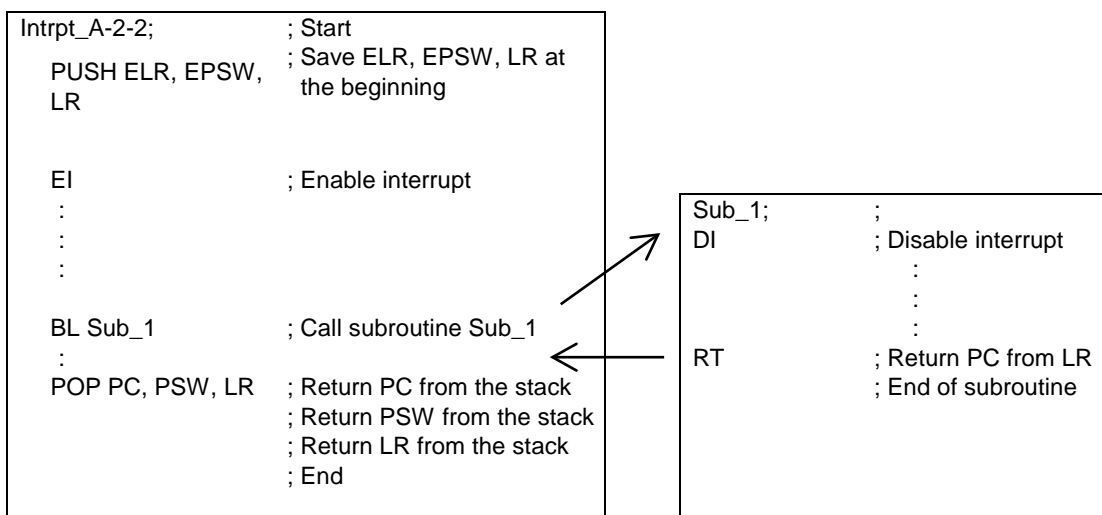 Intrpt_A-2-2; ; Start
PUSH ELR, EPSW, ; Save ELR, EPSW, LR at
LR the beginning
EI ; Enable interrupt
:
:
:
BL Sub_1 ; Call subroutine Sub_1
:
POP PC, PSW, LR ; Return PC from the stack
; Return PSW from the stack
; Return LR from the stack
; End
Sub_1; ;
DI ; Disable interrupt
:
:
:
RT ; Return PC from LR
; End of subroutine